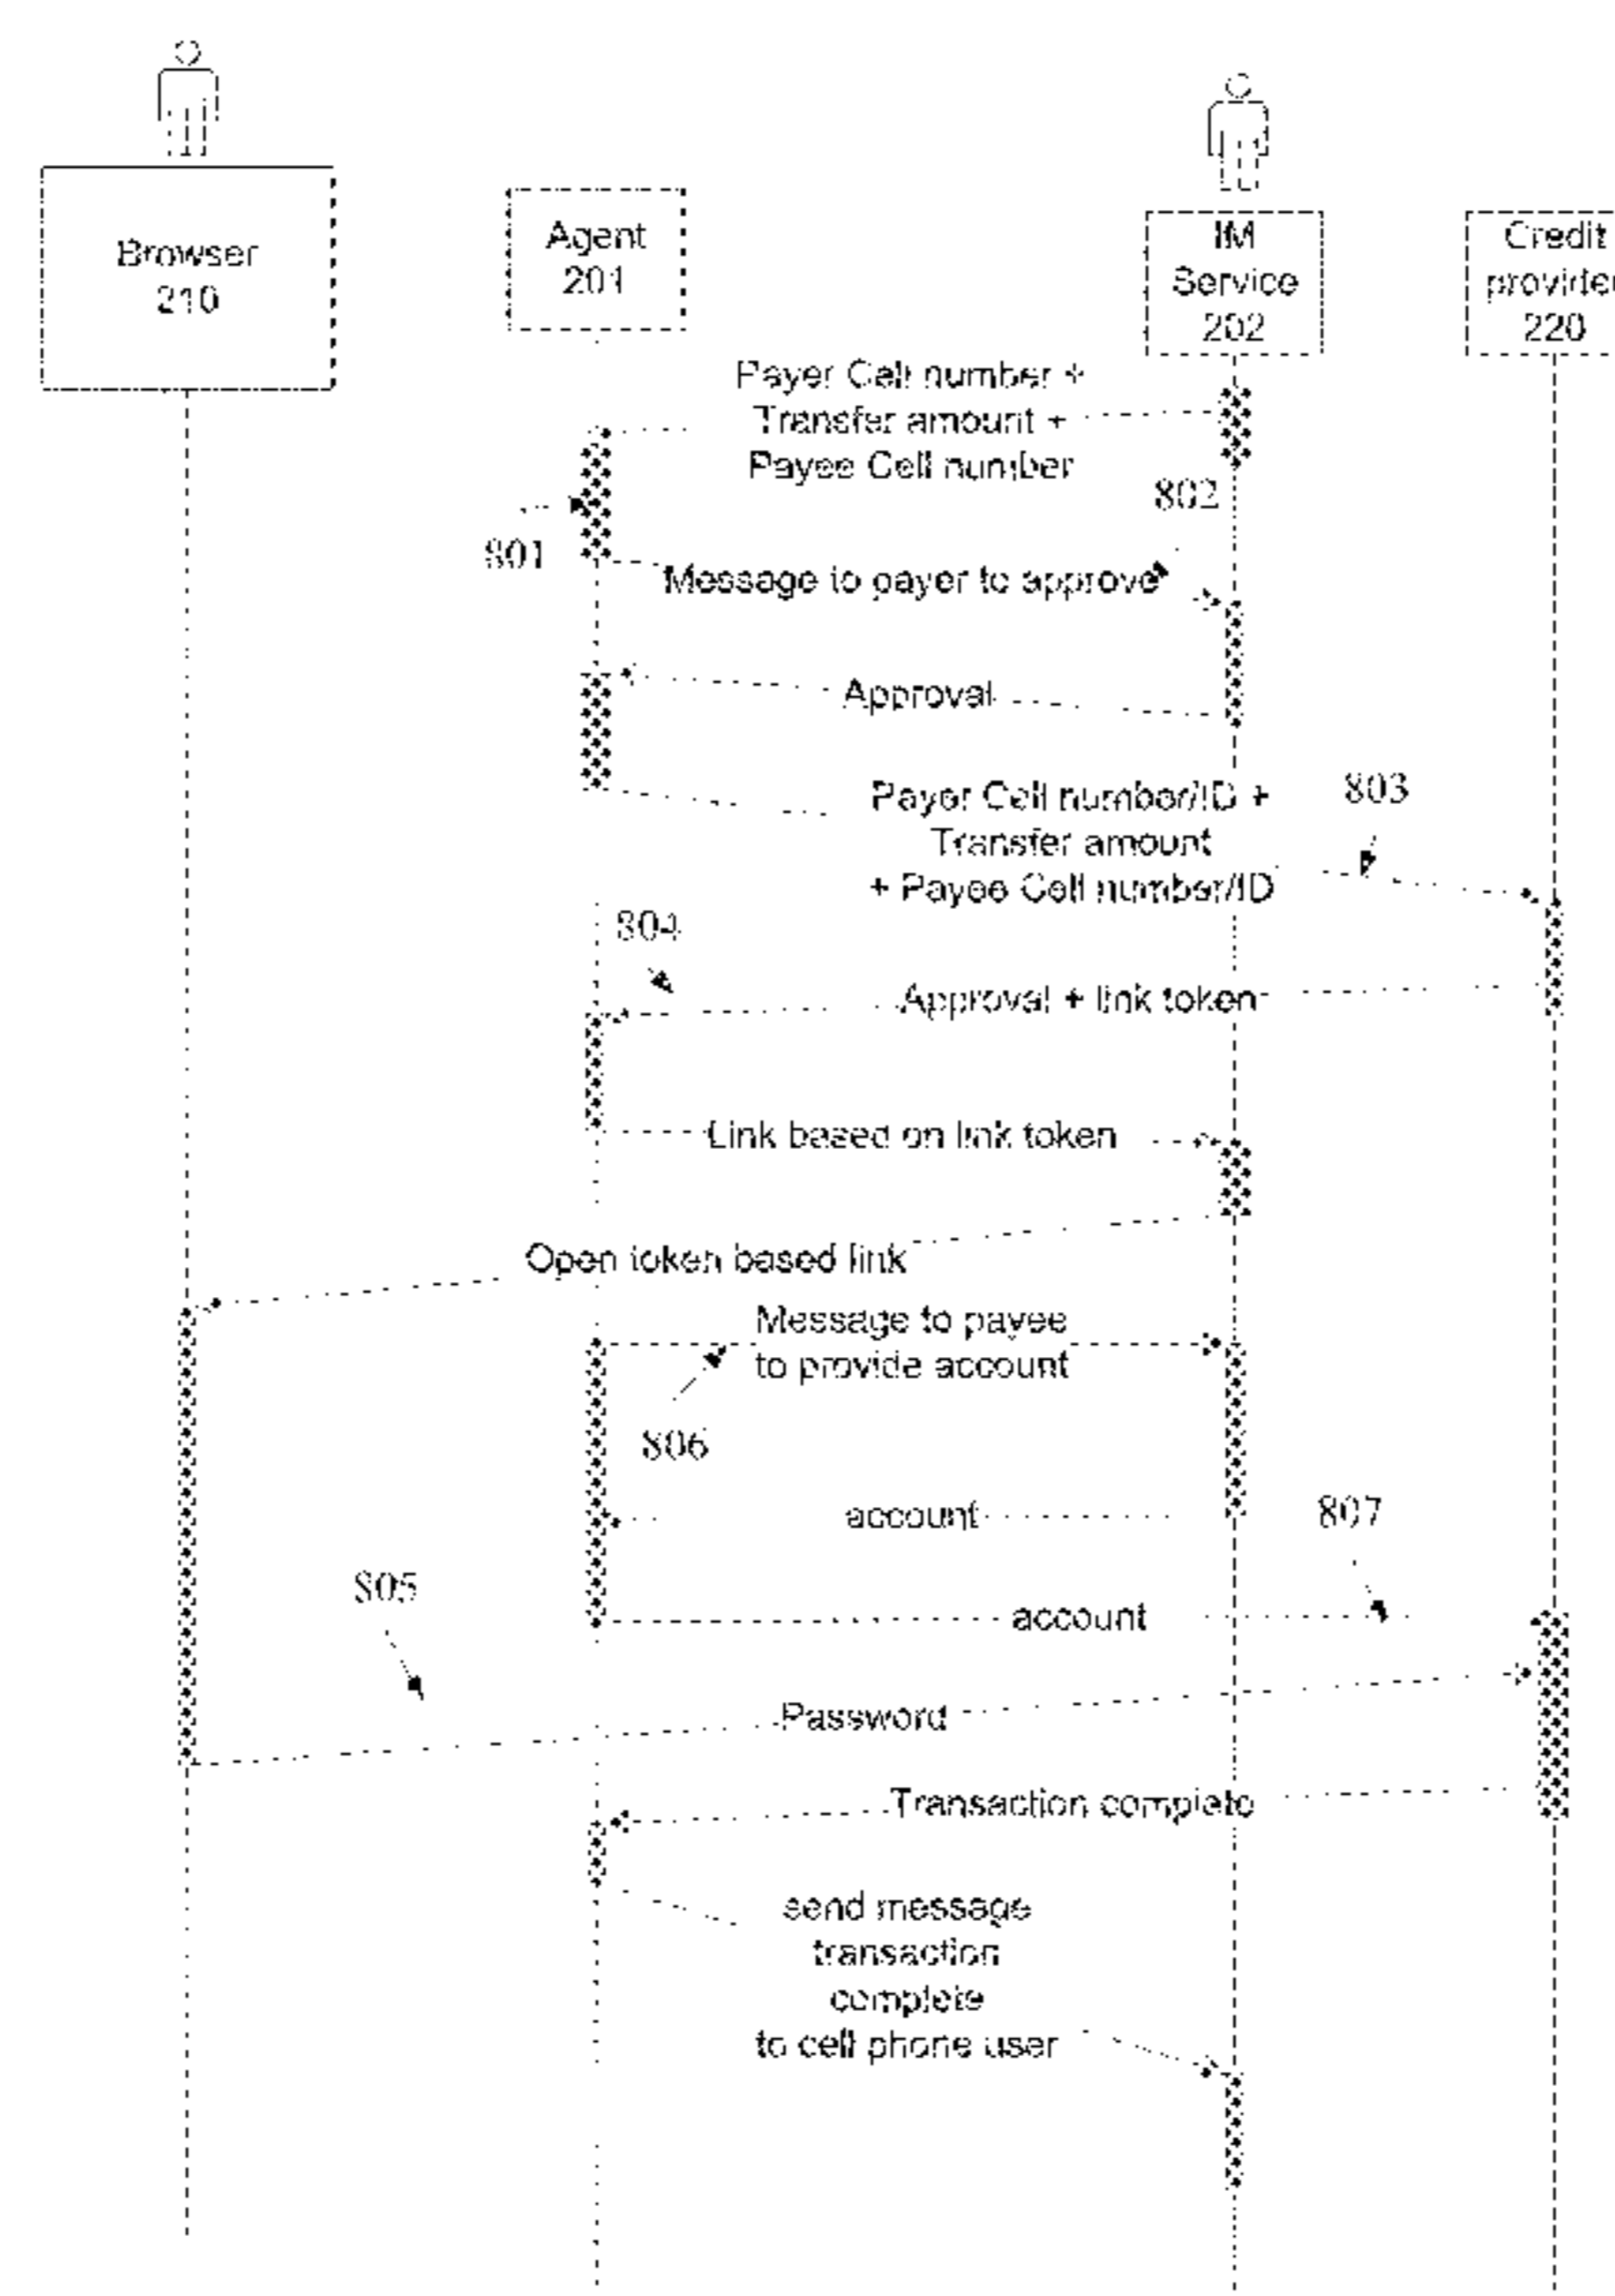 Browser
210
Agent
201
IM
Service
202
Credit
provider
220
Payer Cell number +
Transfer amount +
Payee Cell number
802
801
Message to payer to approve
Approval
Payer Cell number/ID +
Transfer amount
+ Payee Cell number/ID
803
804
Approval + link token
Link based on link token
Open token based link
Message to payee
to provide account
806
account
807
805
account
Password
Transaction complete
send message
transaction
complete
to cell phone user